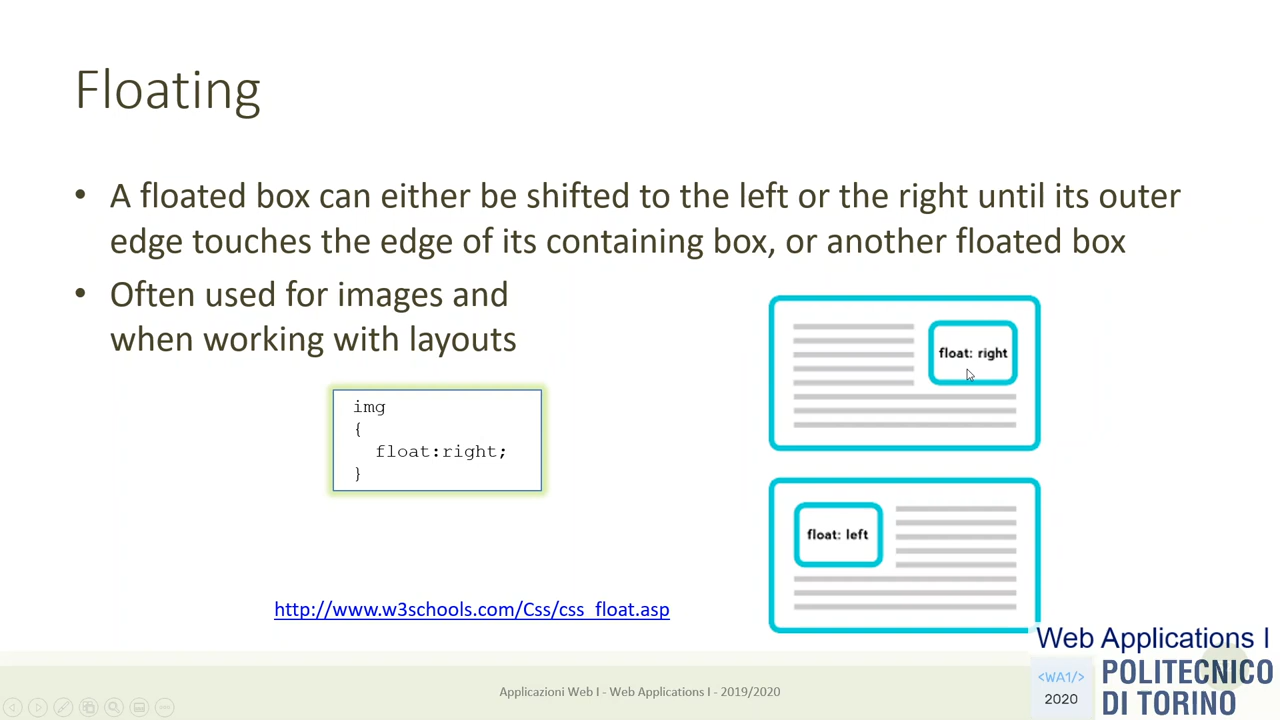 Floating
• A floated box can either be shifted to the left or the right until its outer
edge touches the edge of its containing box, or another floated box
• Often used for images and
when working with layouts
img
{
float:right;
}
float: right
float: left
http://www.w3schools.com/Css/css_float.asp
Applicazioni Web I - Web Applications I - 2019/2020
Web Applications I
<WA1/>
2020
POLITECNICO
DI TORINO